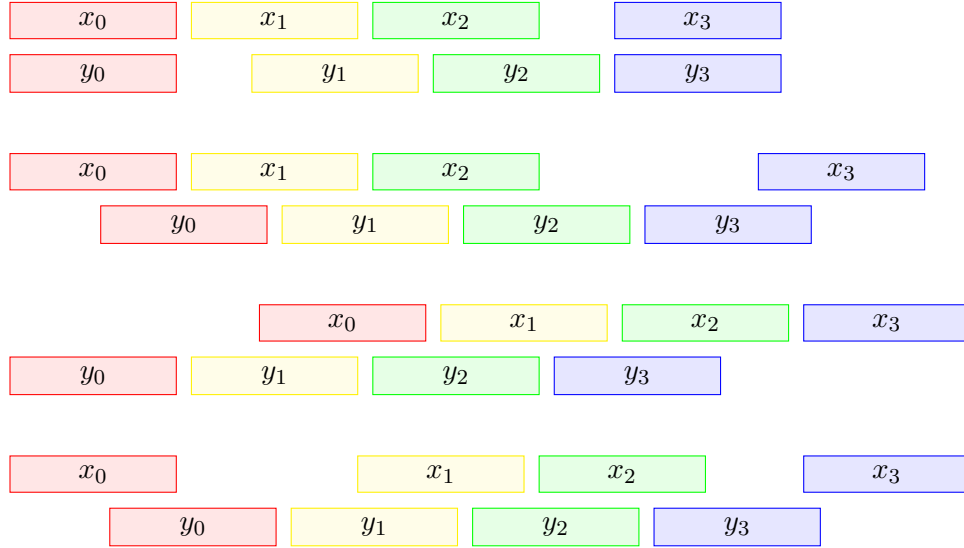 x₀ x₁ x₂ x₃
y₀ y₁ y₂ y₃
x₀ x₁ x₂ x₃
y₀ y₁ y₂ y₃
x₀ x₁ x₂ x₃
y₀ y₁ y₂ y₃
x₀ x₁ x₂ x₃
y₀ y₁ y₂ y₃